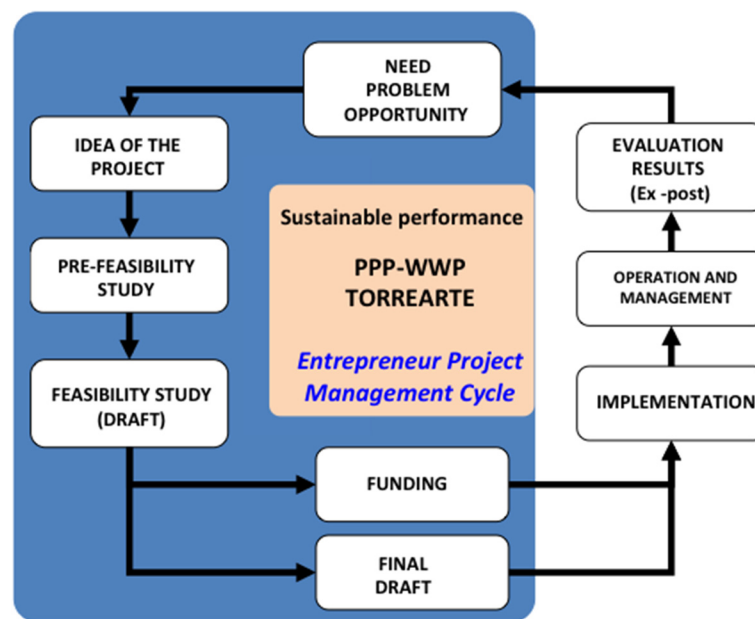 NEED
PROBLEM
OPPORTUNITY
IDEA OF THE
PROJECT
PRE-FEASIBILITY
STUDY
FEASIBILITY STUDY
(DRAFT)
Sustainable performance
PPP-WWP
TORREARTE
Entrepreneur Project
Management Cycle
FUNDING
FINAL
DRAFT
EVALUATION
RESULTS
(Ex -post)
OPERATION AND
MANAGEMENT
IMPLEMENTATION